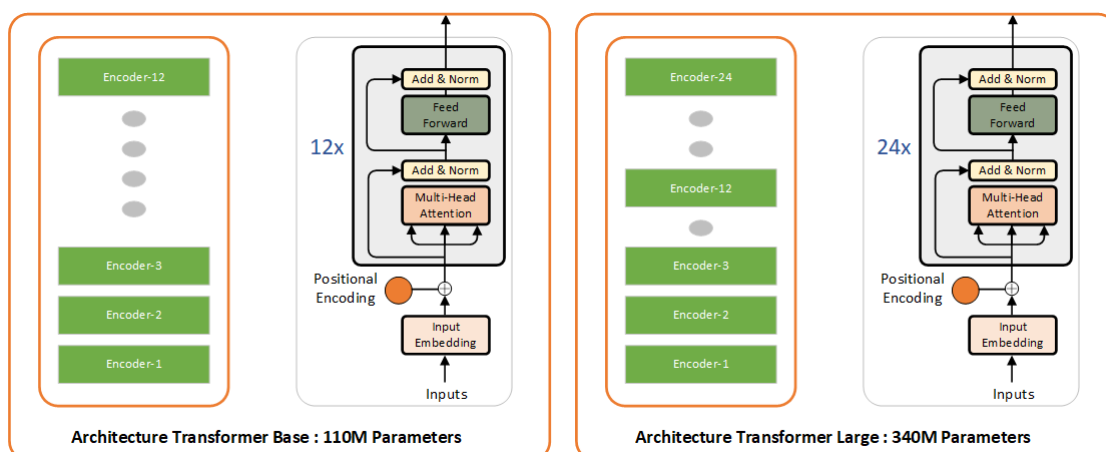 Encoder-12
Encoder-3
Encoder-2
Encoder-1
12x
Add & Norm
Feed
Forward
Add & Norm
Multi-Head
Attention
Positional
Encoding
Input
Embedding
Inputs
Architecture Transformer Base : 110M Parameters
Encoder-24
Encoder-12
Encoder-3
Encoder-2
Encoder-1
24x
Add & Norm
Feed
Forward
Add & Norm
Multi-Head
Attention
Positional
Encoding
Input
Embedding
Inputs
Architecture Transformer Large : 340M Parameters